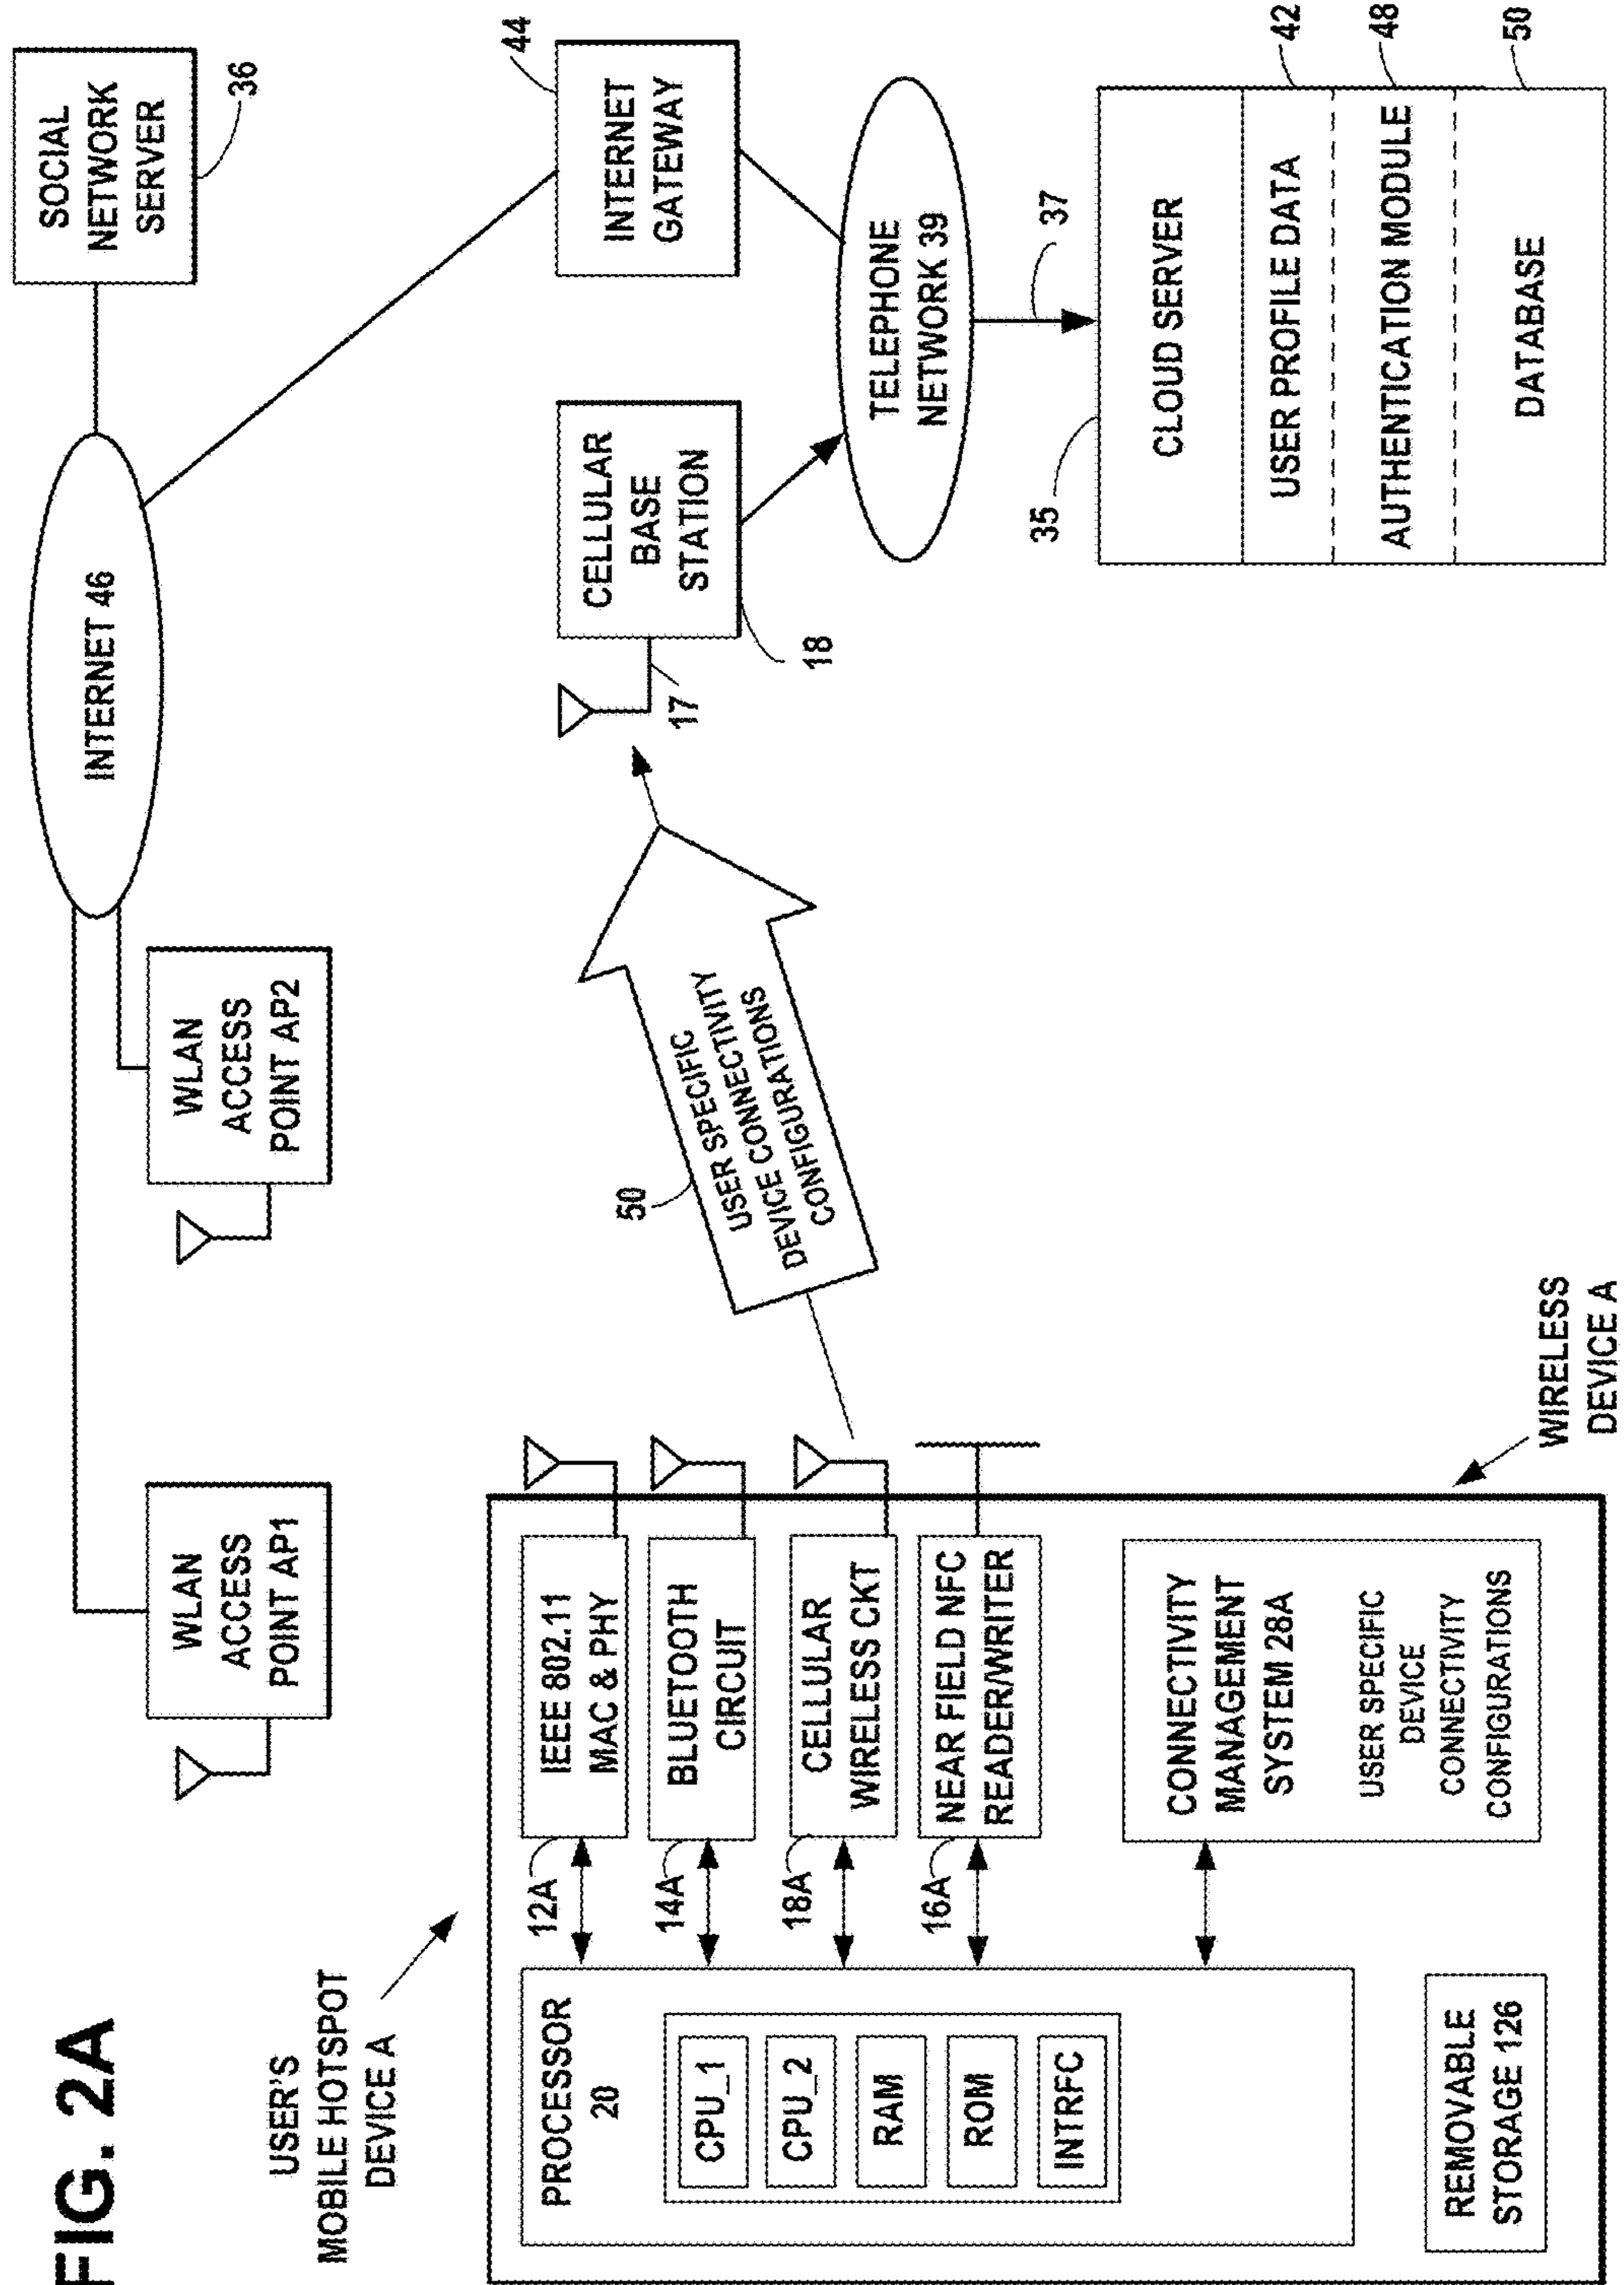 FIG. 2A
USER'S
MOBILE HOTSPOT
DEVICE A
PROCESSOR
20
CPU_1
CPU_2
RAM
ROM
INTRFC
REMOVABLE
STORAGE 126
12A
14A
18A
16A
IEEE 802.11
MAC & PHY
BLUETOOTH
CIRCUIT
CELLULAR
WIRELESS CKT
NEAR FIELD NFC
READER/WRITER
CONNECTIVITY
MANAGEMENT
SYSTEM 28A
USER SPECIFIC
DEVICE
CONNECTIVITY
CONFIGURATIONS
WIRELESS
DEVICE A
WLAN
ACCESS
POINT AP1
WLAN
ACCESS
POINT AP2
INTERNET 46
SOCIAL
NETWORK
SERVER
36
50
USER SPECIFIC
USER CONNECTIVITY
DEVICE CONNECTIONS
CONFIGURATIONS
17
CELLULAR
BASE
STATION
18
INTERNET
GATEWAY
44
TELEPHONE
NETWORK 39
37
35
CLOUD SERVER
USER PROFILE DATA
42
AUTHENTICATION MODULE
48
DATABASE
50